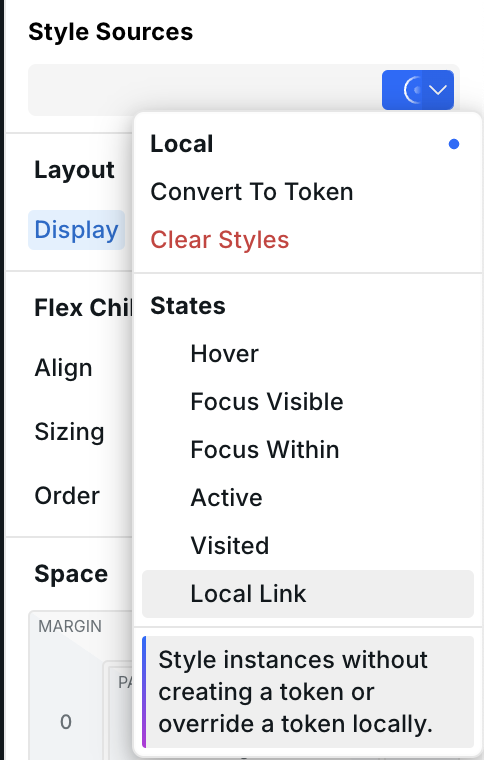 Style Sources
Local
Layout
Convert To Token
Display
Clear Styles
Flex Chil
States
Hover
Align
Focus Visible
Sizing
Focus Within
Order
Active
Visited
Space
Local Link
MARGIN
PA
0
Style instances without
creating a token or
override a token locally.